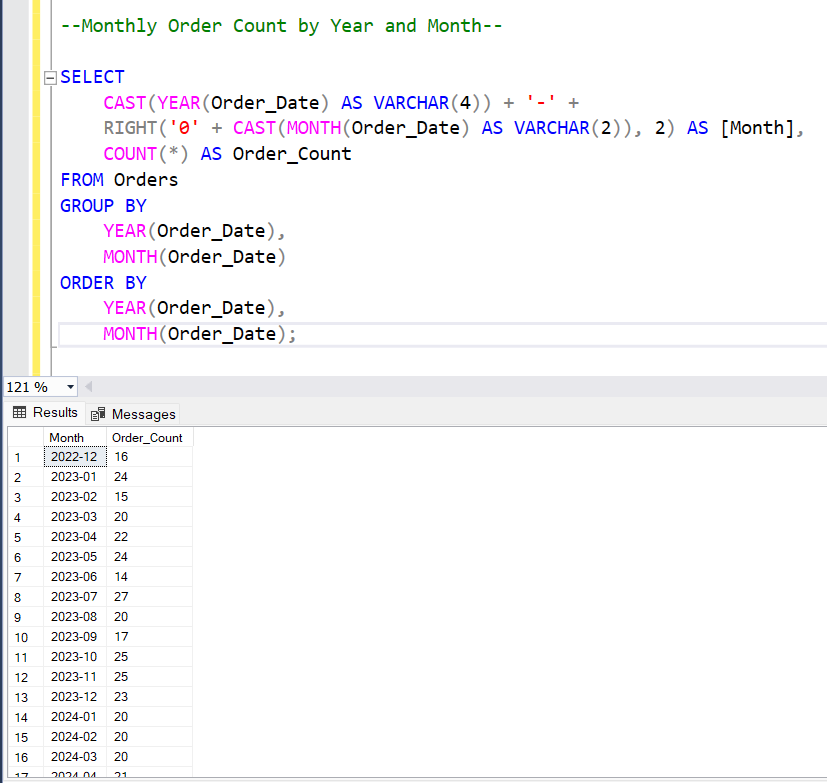 --Monthly Order Count by Year and Month--
SELECT
CAST(YEAR(Order_Date) AS VARCHAR(4)) + '-' +
RIGHT('0' + CAST(MONTH(Order_Date) AS VARCHAR(2)), 2) AS [Month],
COUNT(*) AS Order_Count
FROM Orders
GROUP BY
YEAR(Order_Date),
MONTH(Order_Date)
ORDER BY
YEAR(Order_Date),
MONTH(Order_Date);
121 %
Results Messages
Month Order_Count
1 2022-12 16
2 2023-01 24
3 2023-02 15
4 2023-03 20
5 2023-04 22
6 2023-05 24
7 2023-06 14
8 2023-07 27
9 2023-08 20
10 2023-09 17
11 2023-10 25
12 2023-11 25
13 2023-12 23
14 2024-01 20
15 2024-02 20
16 2024-03 20
17 2024-04 21